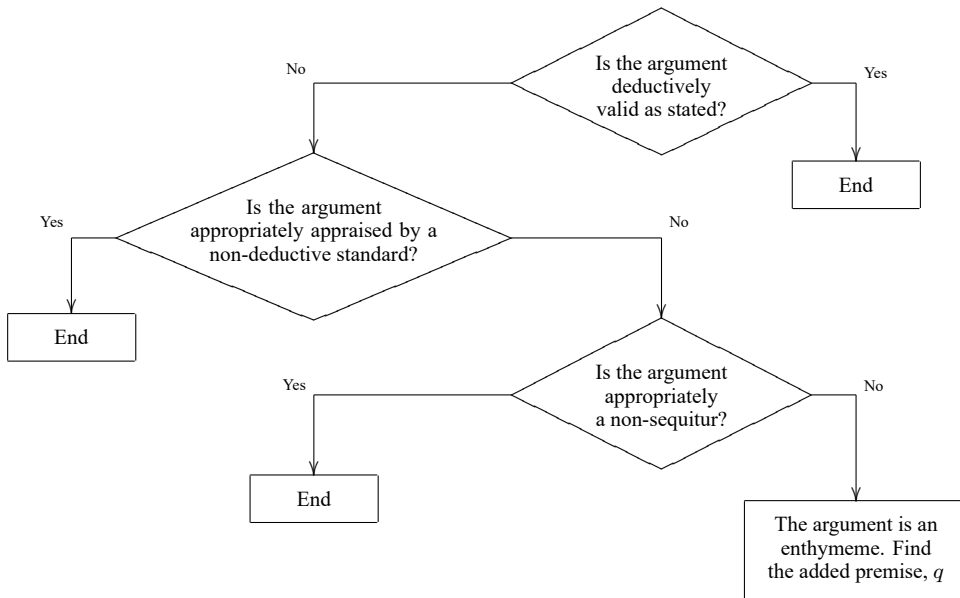 Is the argument
deductively
valid as stated?
No
Yes
End
Is the argument
appropriately appraised by a
non-deductive standard?
Yes
No
End
Is the argument
appropriately
a non-sequitur?
Yes
No
End
The argument is an
enthymeme. Find
the added premise, q